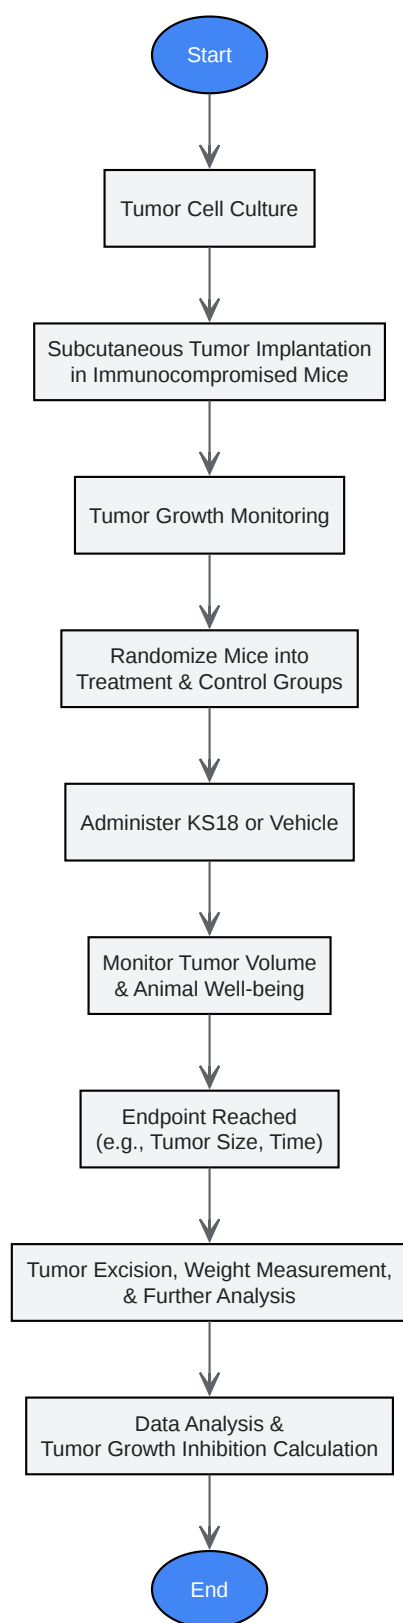 Start
Tumor Cell Culture
Subcutaneous Tumor Implantation
in Immunocompromised Mice
Tumor Growth Monitoring
Randomize Mice into
Treatment & Control Groups
Administer KS18 or Vehicle
Monitor Tumor Volume
& Animal Well-being
Endpoint Reached
(e.g., Tumor Size, Time)
Tumor Excision, Weight Measurement,
& Further Analysis
Data Analysis &
Tumor Growth Inhibition Calculation
End